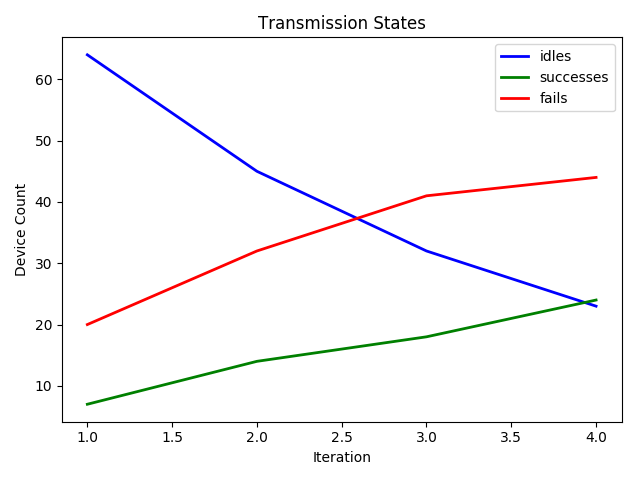 Transmission States
idles
successes
fails
Device Count
60
50
40
30
20
10
1.0 1.5 2.0 2.5 3.0 3.5 4.0
Iteration